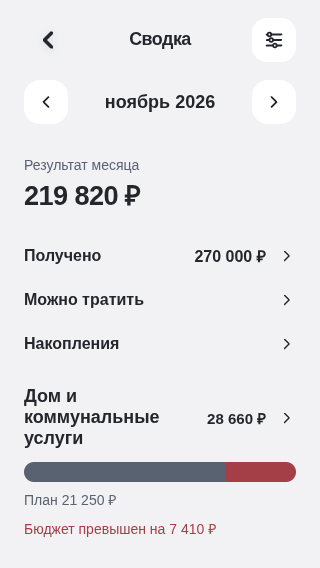 Сводка
ноябрь 2026
Результат месяца
219 820 ₽
Получено 270 000 ₽
Можно тратить
Накопления
Дом и
коммунальные
услуги
28 660 ₽
План 21 250 ₽
Бюджет превышен на 7 410 ₽